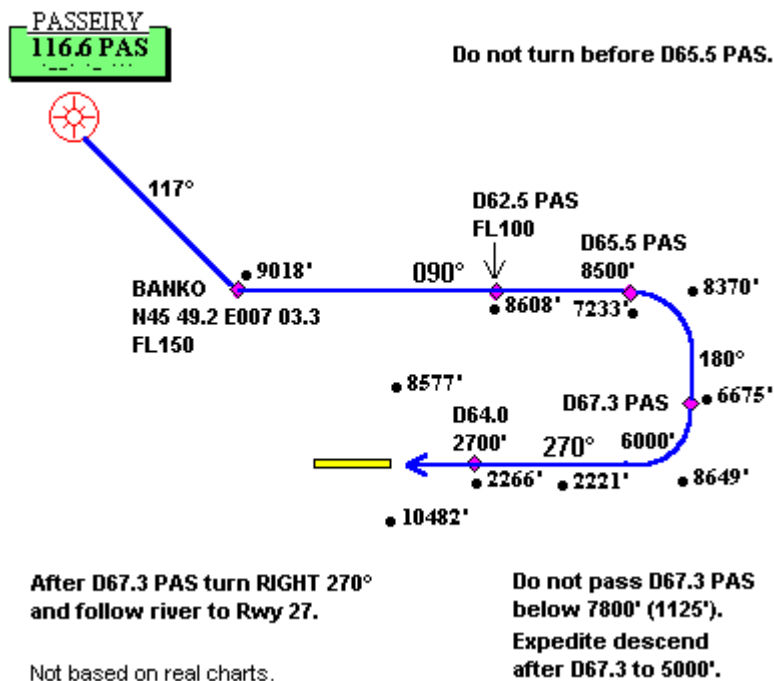 PASSEIRY
116.6 PAS
Do not turn before D65.5 PAS.
117°
D62.5 PAS
FL100
D65.5 PAS
8500'
9018'
090°
8370'
BANKO
N45 49.2 E007 03.3
FL150
8608'
7233'
180°
8577'
D67.3 PAS
6675'
D64.0
2700'
270°
6000'
2266'
2221'
8649'
10482'
After D67.3 PAS turn RIGHT 270°
and follow river to Rwy 27.
Do not pass D67.3 PAS
below 7800' (1125').
Expedite descend
after D67.3 to 5000'.
Not based on real charts.